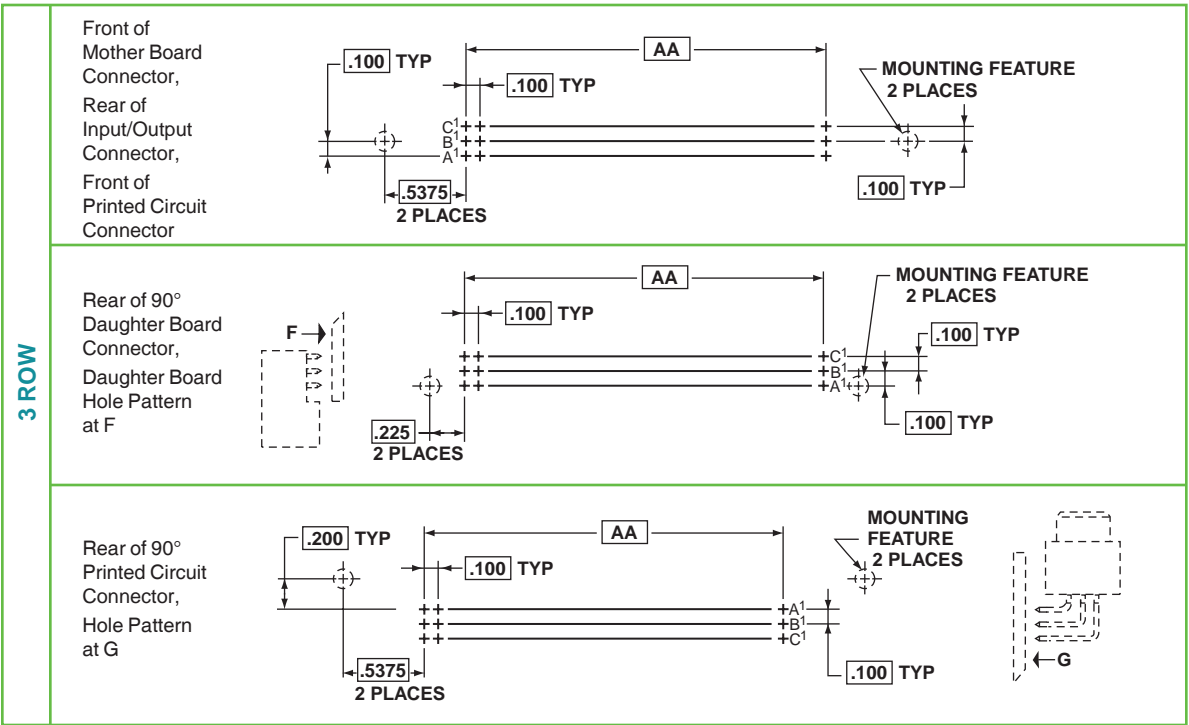 3 ROW
Front of
Mother Board
Connector,
Rear of
Input/Output
Connector,
Front of
Printed Circuit
Connector
.100 TYP
AA
.100 TYP
MOUNTING FEATURE
2 PLACES
C1
B1
A1
.5375
2 PLACES
.100 TYP
Rear of 90°
Daughter Board
Connector,
Daughter Board
Hole Pattern
at F
F
AA
.100 TYP
MOUNTING FEATURE
2 PLACES
.100 TYP
C1
B1
A1
.225
2 PLACES
.100 TYP
Rear of 90°
Printed Circuit
Connector,
Hole Pattern
at G
.200 TYP
AA
.100 TYP
MOUNTING
FEATURE
2 PLACES
A1
B1
C1
.5375
2 PLACES
.100 TYP
G